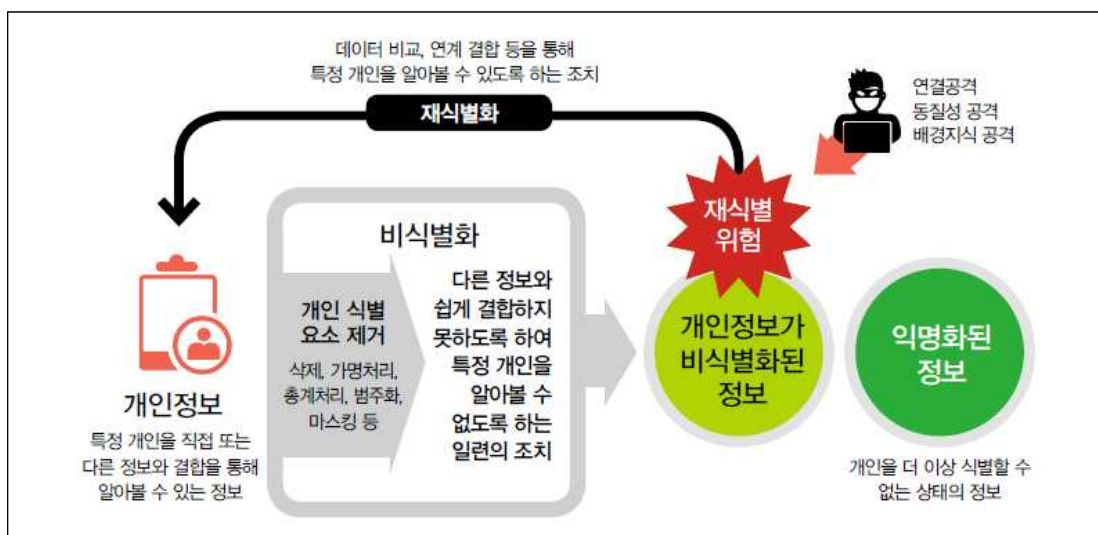 데이터 비교, 연계 결합 등을 통해
특정 개인을 알아볼 수 있도록 하는 조치
재식별화
연결공격
동질성 공격
배경지식 공격
재식별
위험
비식별화
개인 식별
요소 제거
삭제, 가명처리,
총계처리, 범주화,
마스킹 등
다른 정보와
쉽게 결합하지
못하도록 하여
특정 개인을
알아볼 수
없도록 하는
일련의 조치
개인정보
특정 개인을 직접 또는
다른 정보와 결합을 통해
알아볼 수 있는 정보
개인정보가
비식별화된
정보
익명화된
정보
개인을 더 이상 식별할 수
없는 상태의 정보